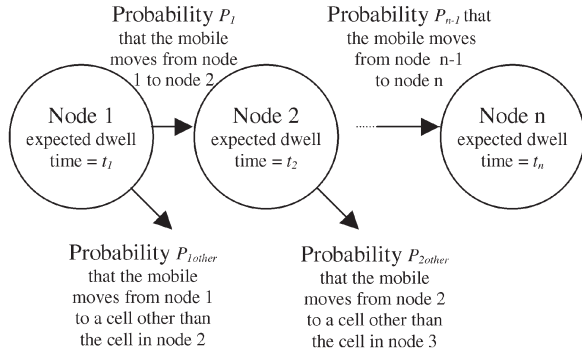 Probability P1
that the mobile
moves from node
1 to node 2
Probability Pn-1 that
the mobile moves
from node n-1
to node n
Node 1
expected dwell
time = t1
Node 2
expected dwell
time = t2
Node n
expected dwell
time = tn
Probability P1other
that the mobile
moves from node 1
to a cell other than
the cell in node 2
Probability P2other
that the mobile
moves from node 2
to a cell other than
the cell in node 3